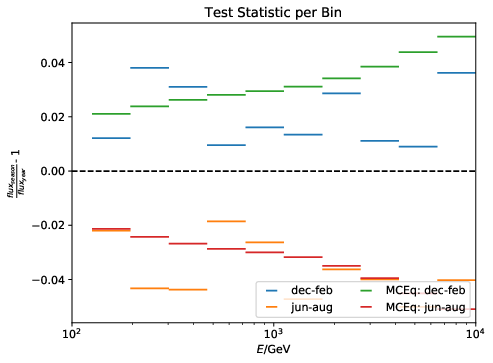 Test Statistic per Bin
0.04
0.02
0.00
−0.02
−0.04
flux_season/flux_year - 1
dec-feb
jun-aug
MCEq: dec-feb
MCEq: jun-aug
10^2
10^3
10^4
E/GeV